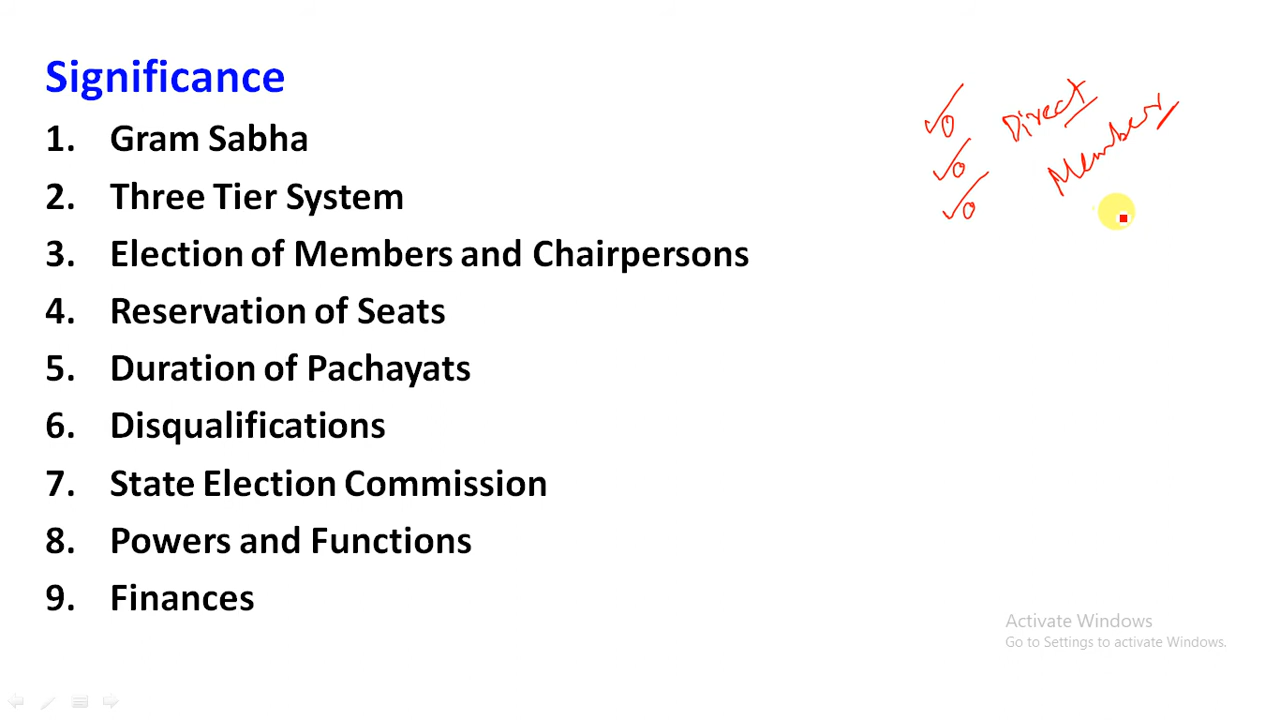 Significance
1. Gram Sabha
2. Three Tier System
3. Election of Members and Chairpersons
4. Reservation of Seats
5. Duration of Pachayats
6. Disqualifications
7. State Election Commission
8. Powers and Functions
9. Finances
Direct
Member
Activate Windows
Go to Settings to activate Windows.